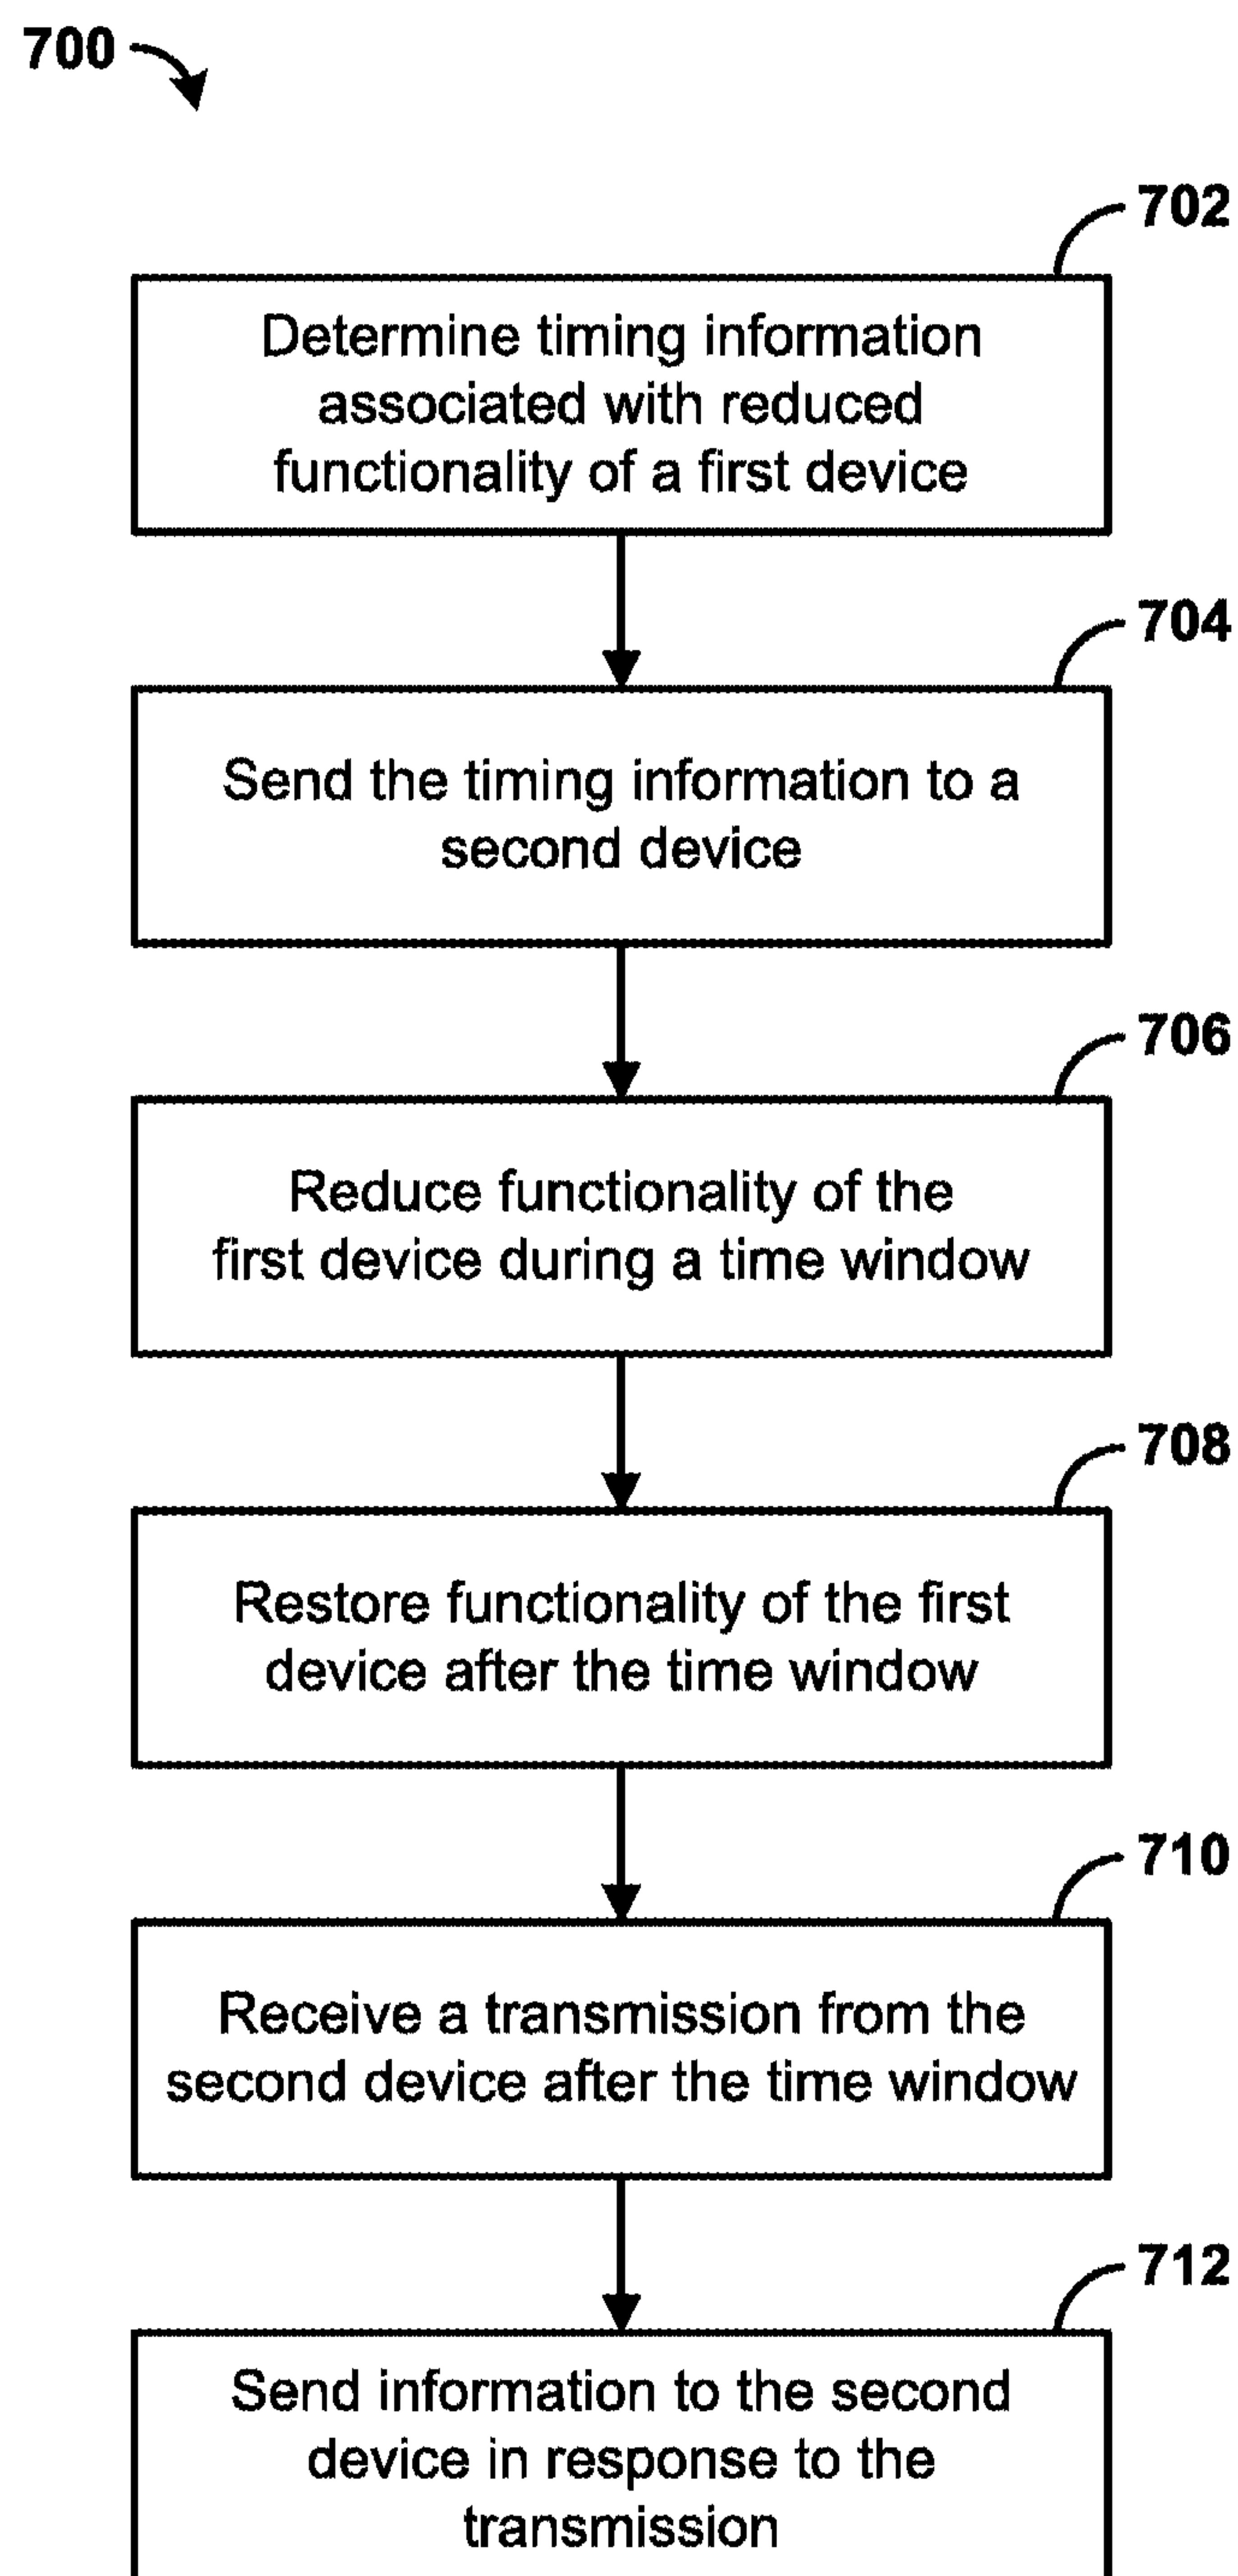 700
702
Determine timing information
associated with reduced
functionality of a first device
704
Send the timing information to a
second device
706
Reduce functionality of the
first device during a time window
708
Restore functionality of the first
device after the time window
710
Receive a transmission from the
second device after the time window
712
Send information to the second
device in response to the
transmission